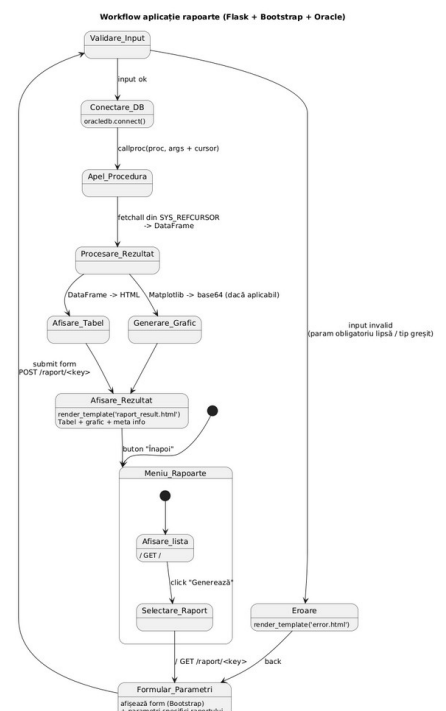 Workflow aplicație rapoarte (Flask + Bootstrap + Oracle)
Validare_Input
input ok
Conectare_DB
oracledb.connect()
callproc(proc, args + cursor)
Apel_Procedura
fetchall din SYS_REFCURSOR
-> DataFrame
Procesare_Rezultat
DataFrame -> HTML
Matplotlib -> base64 (dacă aplicabil)
Afisare_Tabel
Generare_Grafic
input invalid
(param obligatoriu lipsă / tip greșit)
submit form
POST /raport/<key>
Afisare_Rezultat
render_template('raport_result.html')
Tabel + grafic + meta info
buton "Înapoi"
Meniu_Rapoarte
Afisare_lista
/ GET /
click "Generează"
Selectare_Raport
Eroare
render_template('error.html')
/ GET /raport/<key>
back
Formular_Parametri
afișează form (Bootstrap)
+ parametri specifici raportului